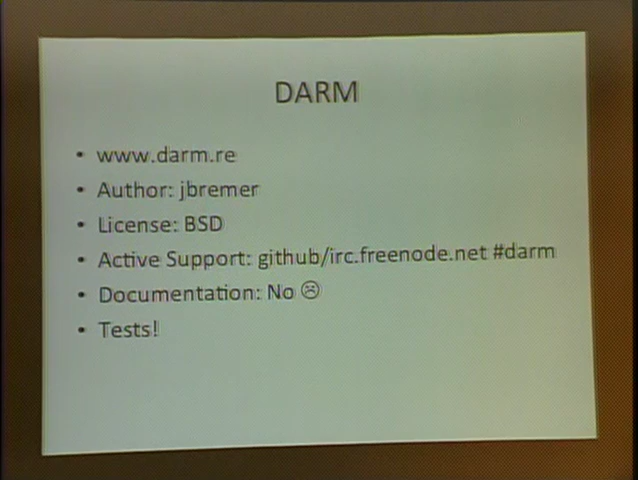 DARM
• www.darm.re
• Author: jbremer
• License: BSD
• Active Support: github/irc.freenode.net #darm
• Documentation: No ☹
• Tests!